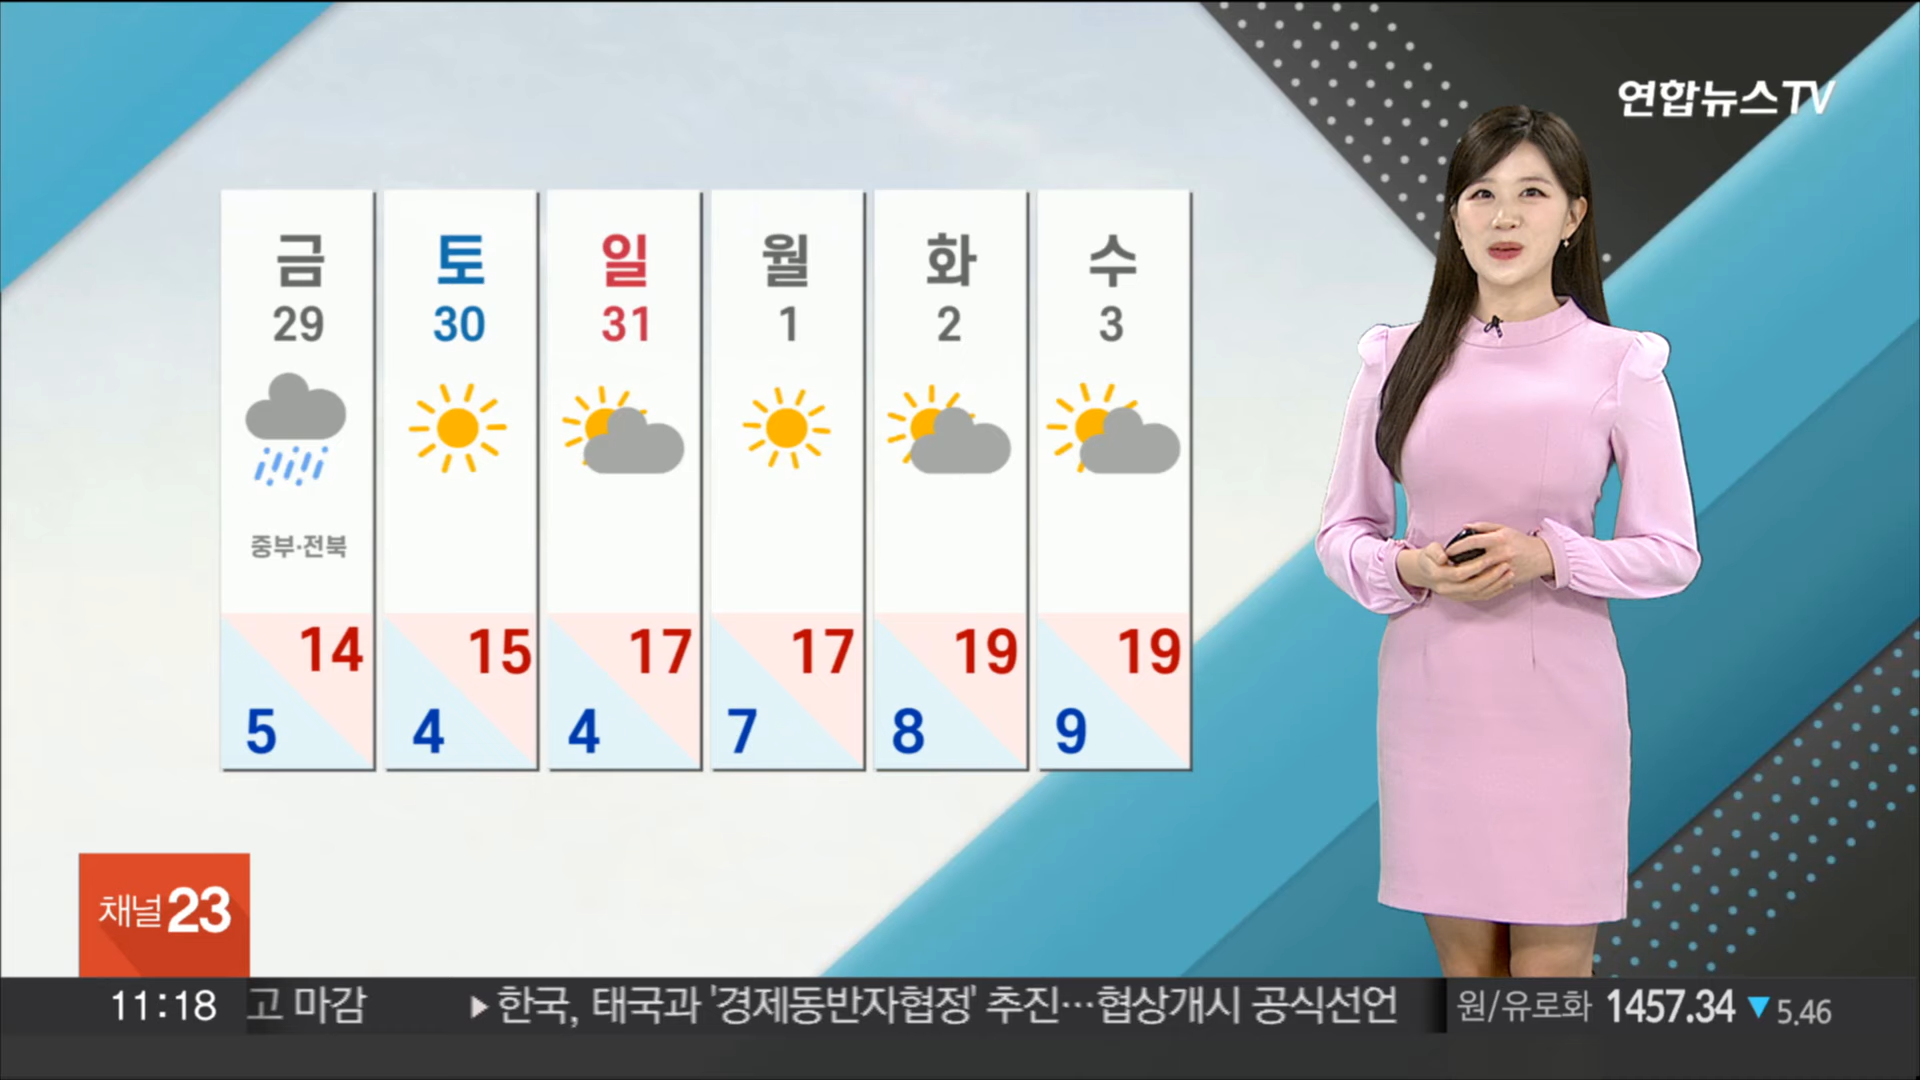 연합뉴스TV
금 토 일 월 화 수
29 30 31 1 2 3
중부·전북
14 15 17 17 19 19
5 4 4 7 8 9
채널 23
11:18 고 마감 ▶한국, 태국과 '경제동반자협정' 추진…협상개시 공식선언 원/유로화 1457.34 ▼ 5.46